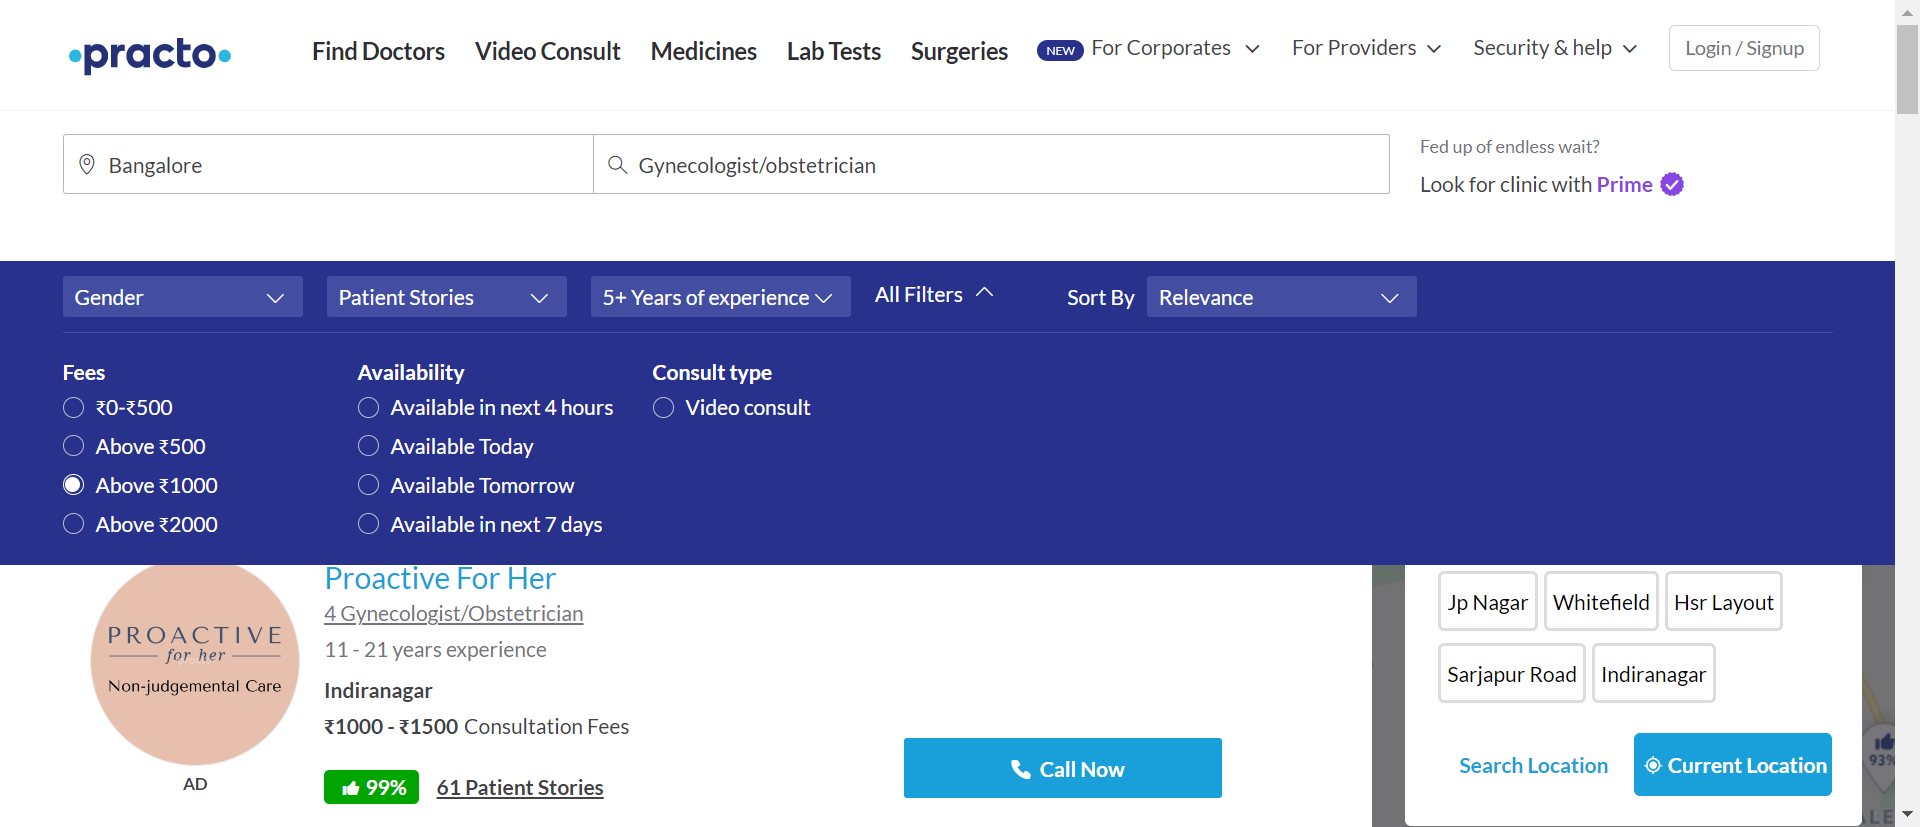 practo
Find Doctors
Video Consult
Medicines
Lab Tests
Surgeries
NEW
For Corporates
For Providers
Security & help
Login / Signup
Bangalore
Gynecologist/obstetrician
Fed up of endless wait?
Look for clinic with Prime
Gender
Patient Stories
5+ Years of experience
All Filters
Sort By
Relevance
Fees
₹0-₹500
Above ₹500
Above ₹1000
Above ₹2000
Availability
Available in next 4 hours
Available Today
Available Tomorrow
Available in next 7 days
Consult type
Video consult
PROACTIVE
for her
Non-judgemental Care
AD
Proactive For Her
4 Gynecologist/Obstetrician
11 - 21 years experience
Indiranagar
₹1000 - ₹1500 Consultation Fees
99%
61 Patient Stories
Call Now
Jp Nagar
Whitefield
Hsr Layout
Sarjapur Road
Indiranagar
Search Location
Current Location
93%